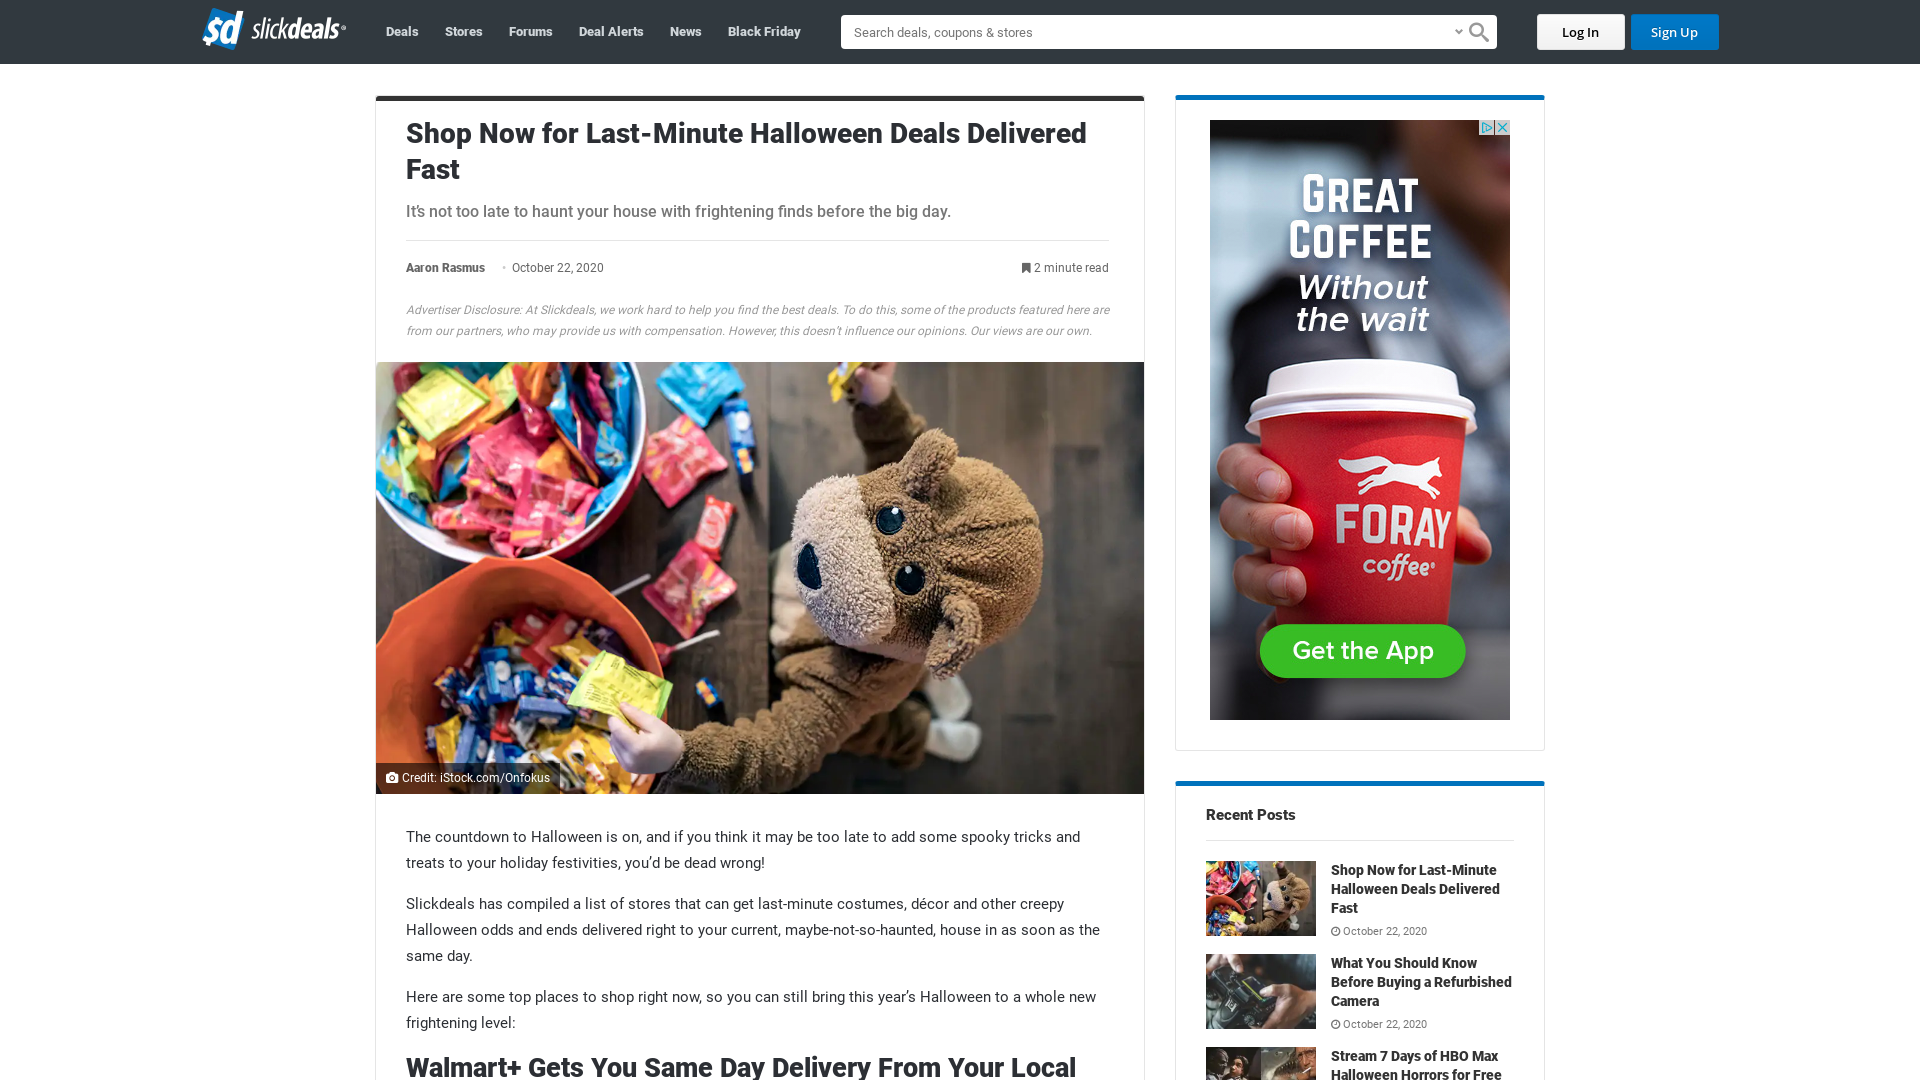 sd slickdeals®
Deals
Stores
Forums
Deal Alerts
News
Black Friday
Search deals, coupons & stores
Log In
Sign Up
Shop Now for Last-Minute Halloween Deals Delivered
Fast
It’s not too late to haunt your house with frightening finds before the big day.
Aaron Rasmus • October 22, 2020
2 minute read
Advertiser Disclosure: At Slickdeals, we work hard to help you find the best deals. To do this, some of the products featured here are
from our partners, who may provide us with compensation. However, this doesn’t influence our opinions. Our views are our own.
Credit: iStock.com/Onfokus
The countdown to Halloween is on, and if you think it may be too late to add some spooky tricks and
treats to your holiday festivities, you’d be dead wrong!
Slickdeals has compiled a list of stores that can get last-minute costumes, décor and other creepy
Halloween odds and ends delivered right to your current, maybe-not-so-haunted, house in as soon as the
same day.
Here are some top places to shop right now, so you can still bring this year’s Halloween to a whole new
frightening level:
Walmart+ Gets You Same Day Delivery From Your Local
GREAT
COFFEE
Without
the wait
FORAY
coffee®
Get the App
Recent Posts
Shop Now for Last-Minute
Halloween Deals Delivered
Fast
October 22, 2020
What You Should Know
Before Buying a Refurbished
Camera
October 22, 2020
Stream 7 Days of HBO Max
Halloween Horrors for Free